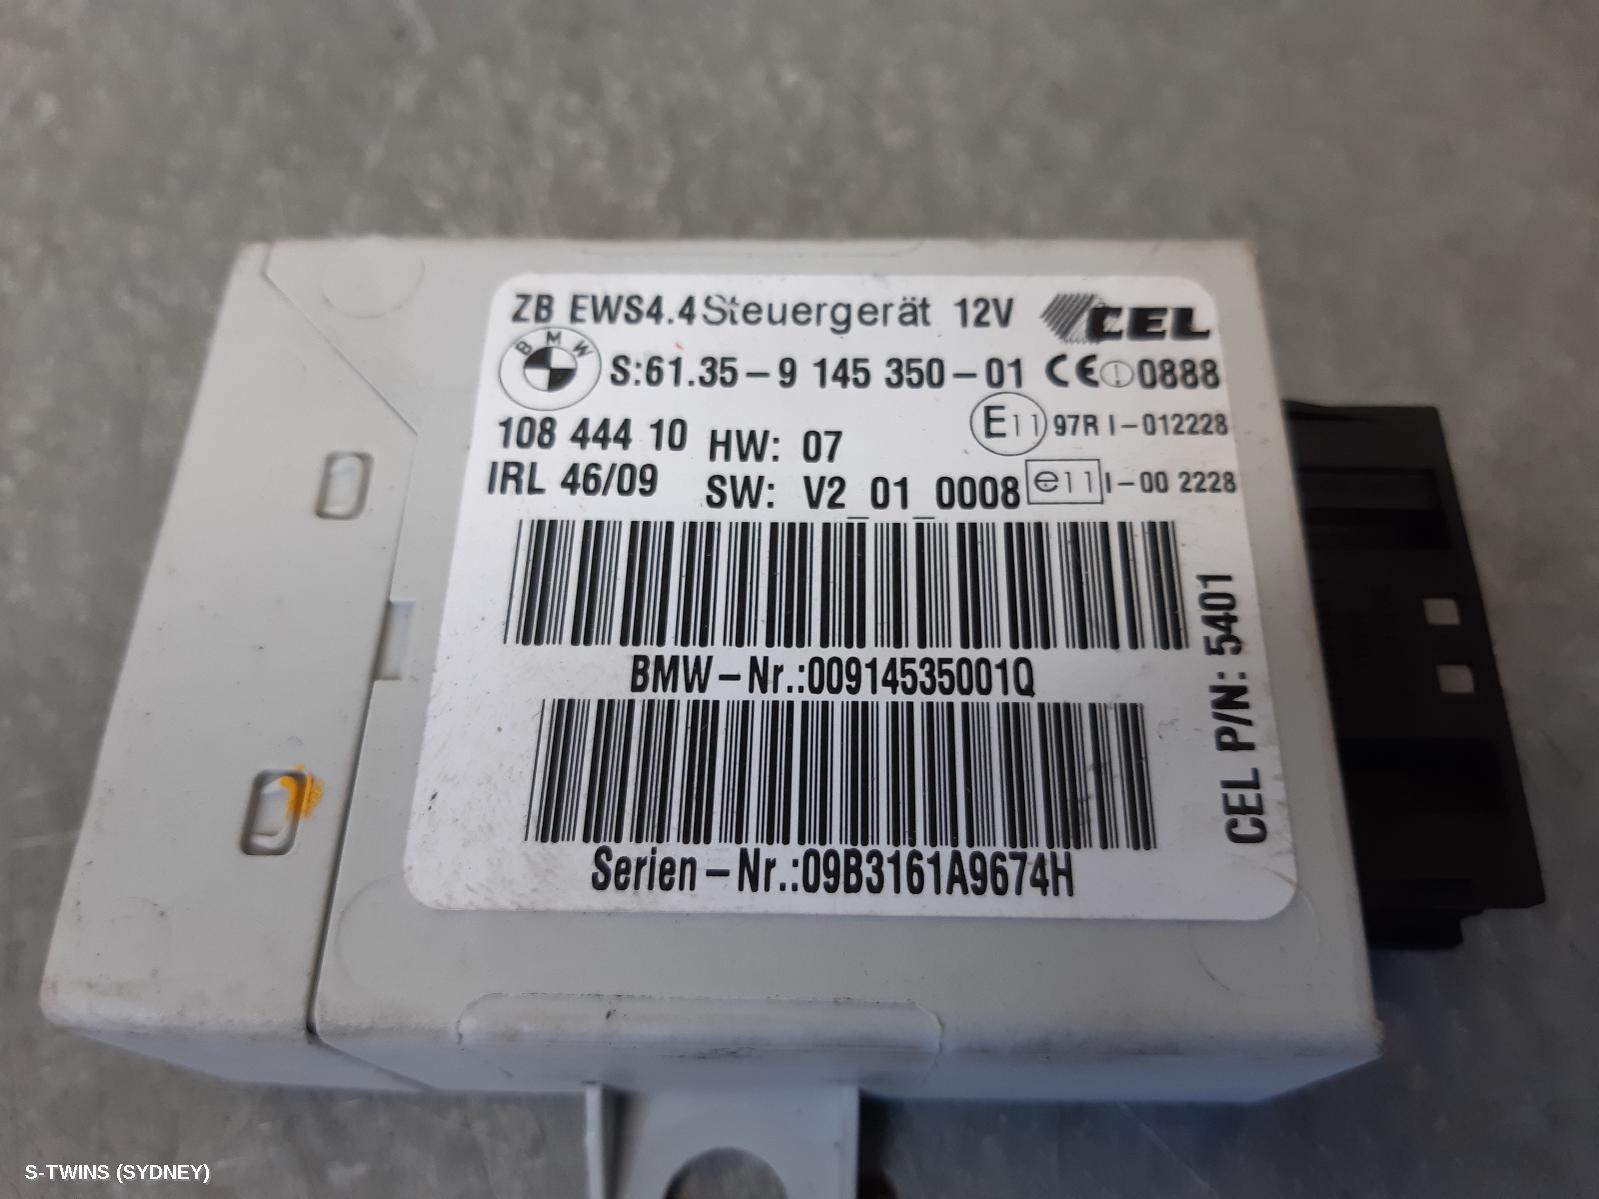 ZB EWS4.4 Steuergerät 12V CEL
BMW
S:61.35-9 145 350-01 CE 0888
108 444 10 HW: 07 E11 97R I-012228
IRL 46/09 SW: V2_01_0008 e11 I-00 2228
BMW-Nr.:00914535001Q
Serien-Nr.:09B3161A9674H
CEL P/N: 5401
S-TWINS (SYDNEY)